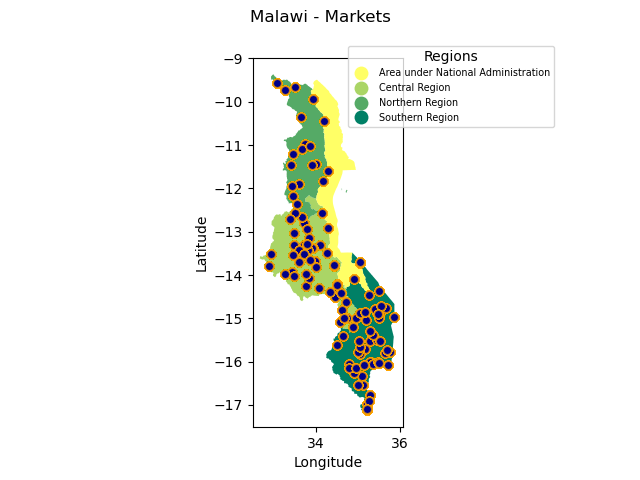 Malawi - Markets
Regions
Area under National Administration
Central Region
Northern Region
Southern Region
−9
−10
−11
−12
−13
−14
−15
−16
−17
Latitude
34
36
Longitude